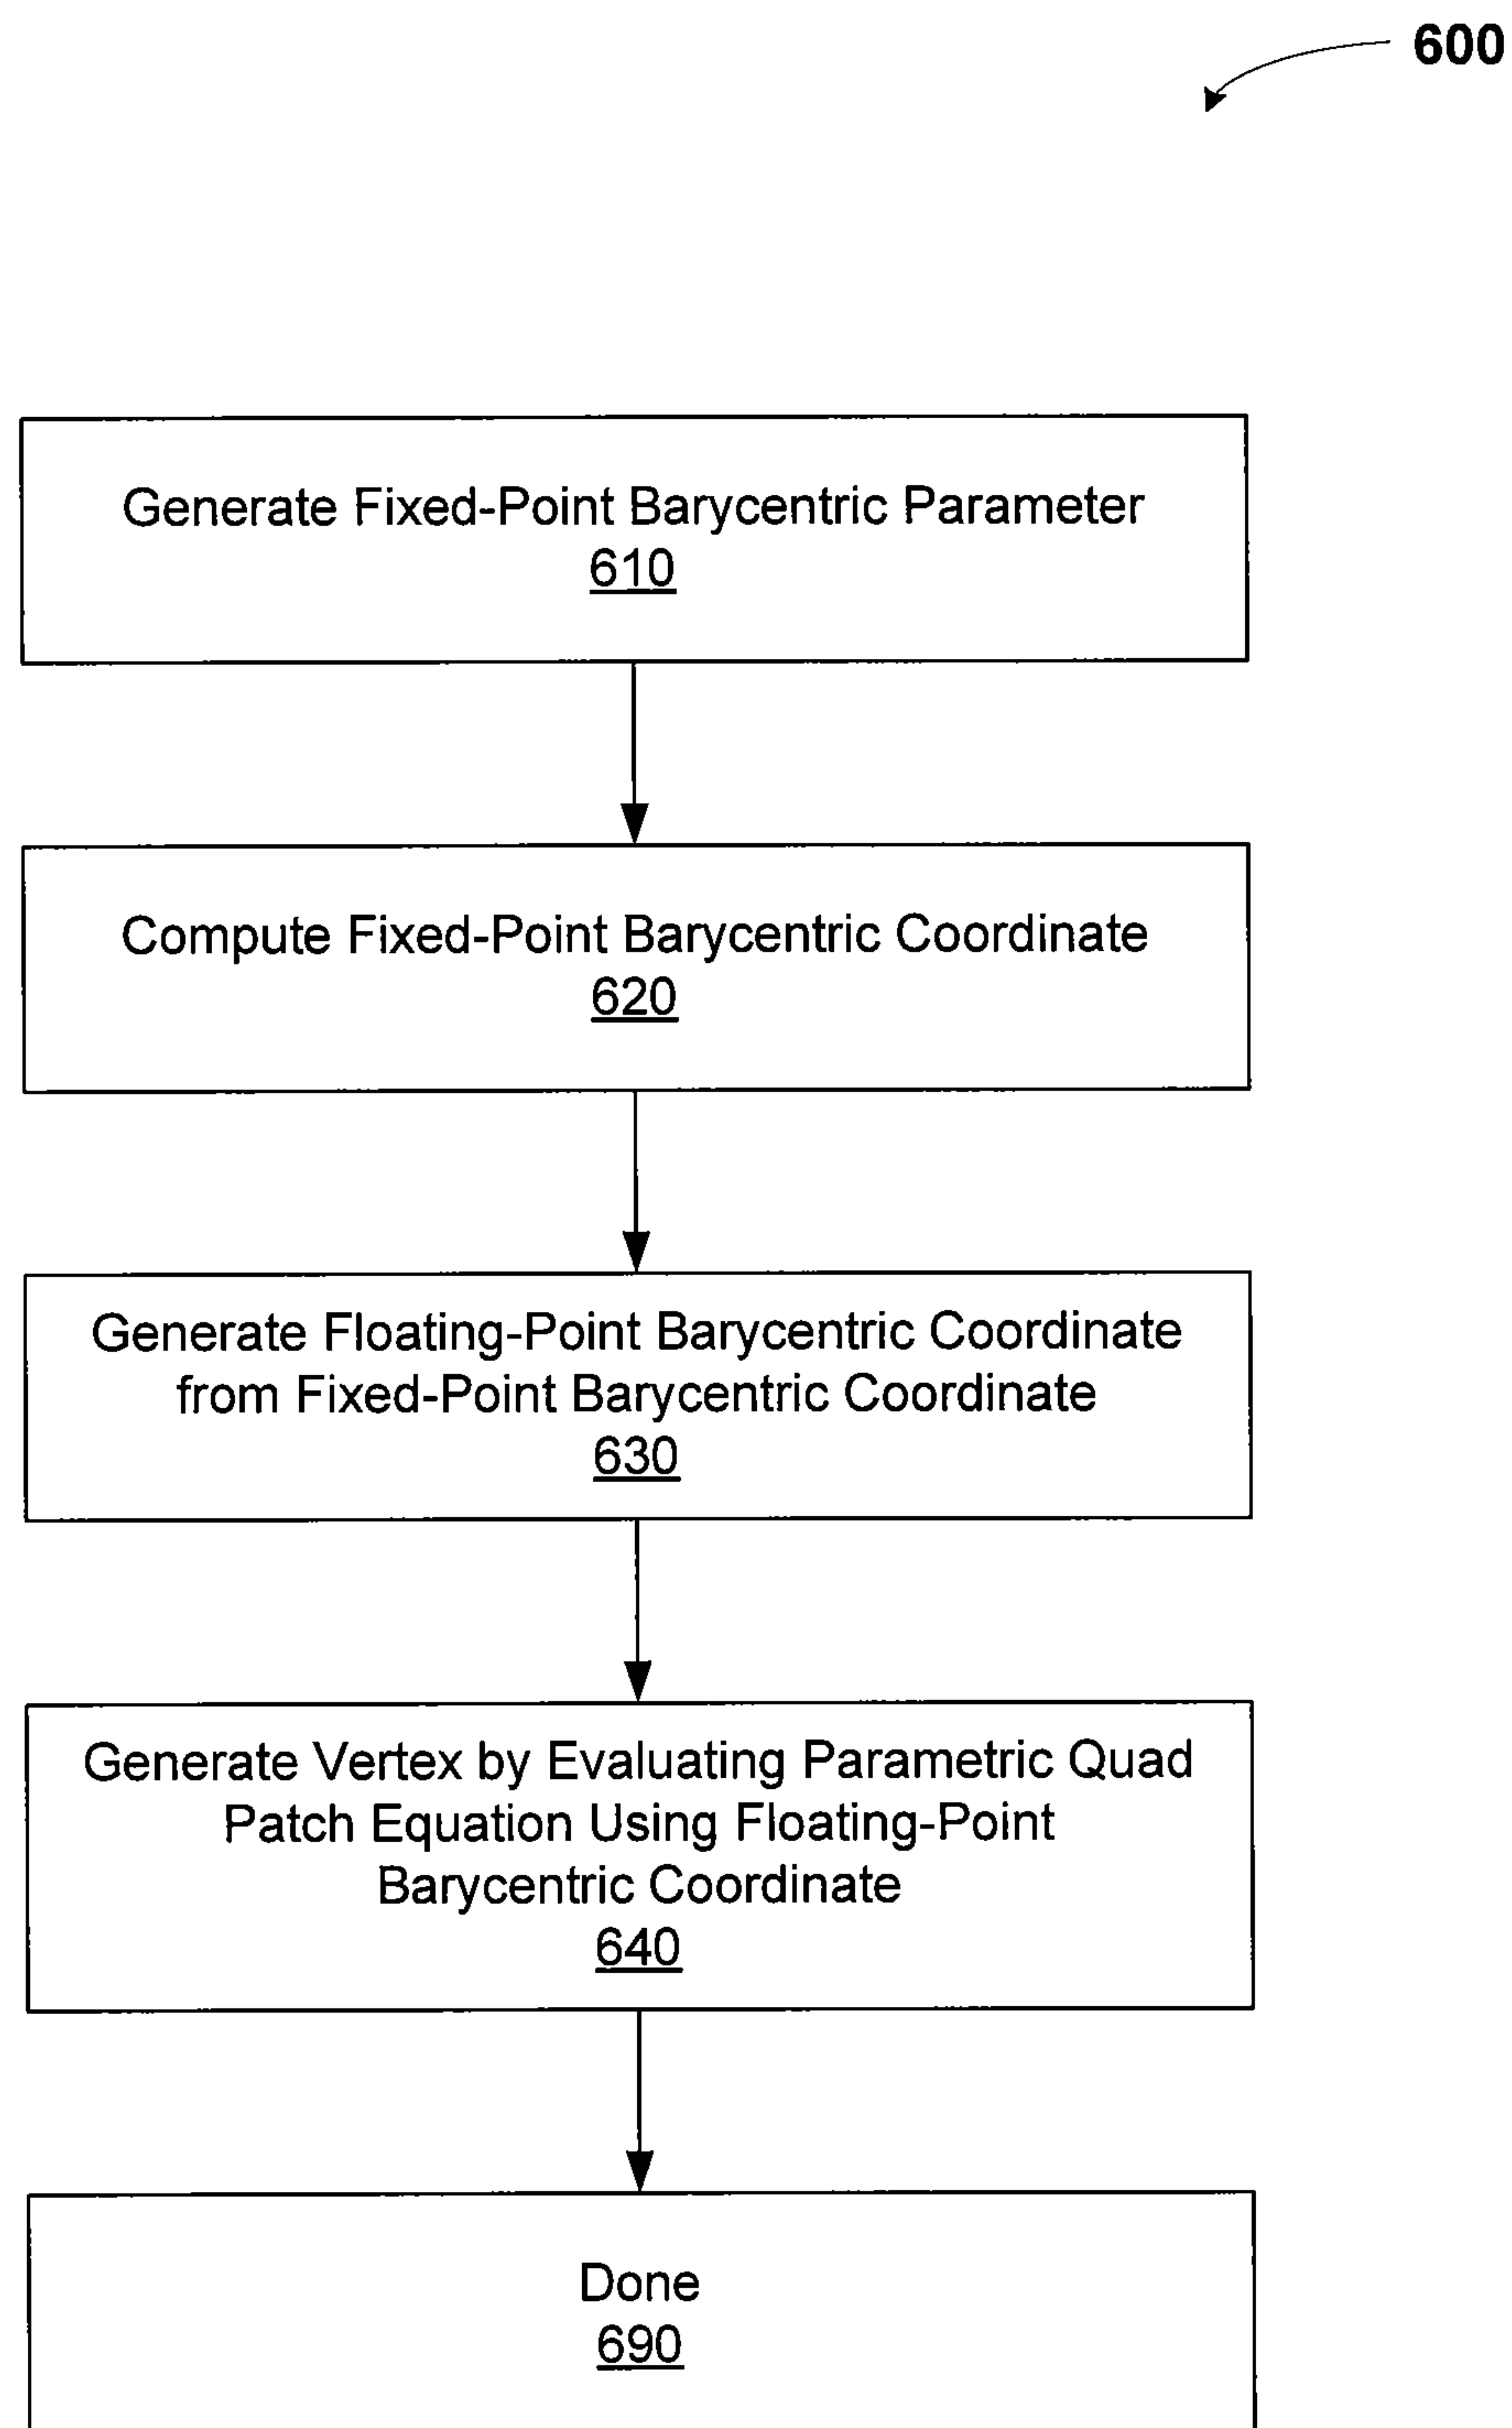 600
Generate Fixed-Point Barycentric Parameter
610
Compute Fixed-Point Barycentric Coordinate
620
Generate Floating-Point Barycentric Coordinate
from Fixed-Point Barycentric Coordinate
630
Generate Vertex by Evaluating Parametric Quad
Patch Equation Using Floating-Point
Barycentric Coordinate
640
Done
690